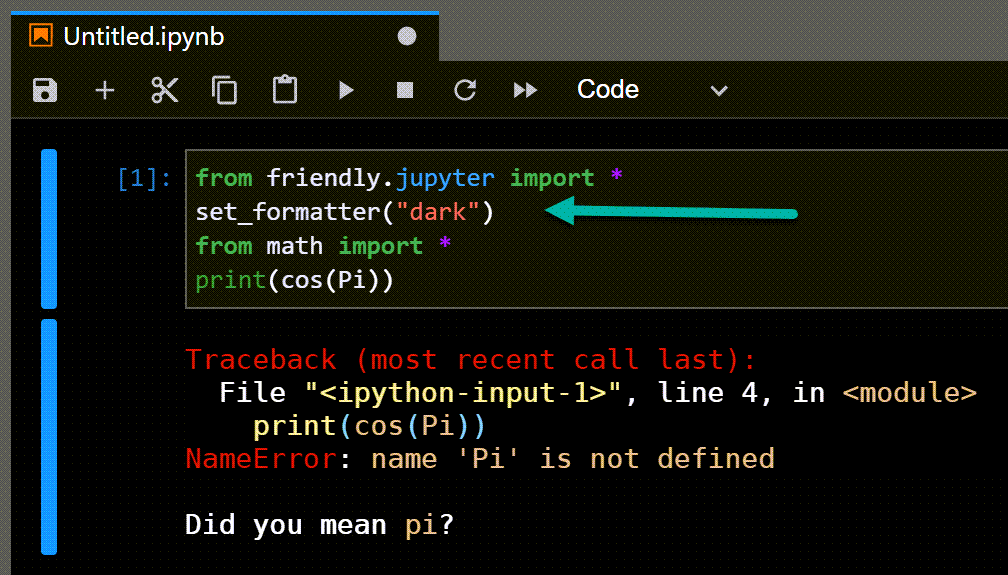 Untitled.ipynb
Code
[1]:
from friendly.jupyter import *
set_formatter("dark")
from math import *
print(cos(Pi))
Traceback (most recent call last):
  File "<ipython-input-1>", line 4, in <module>
    print(cos(Pi))
NameError: name 'Pi' is not defined
Did you mean pi?